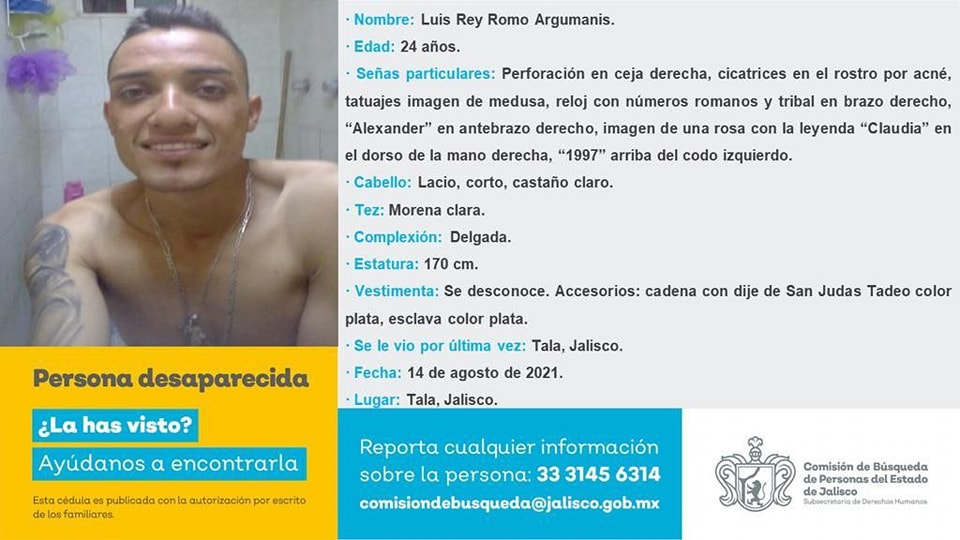 · Nombre: Luis Rey Romo Argumanis.
· Edad: 24 años.
· Señas particulares: Perforación en ceja derecha, cicatrices en el rostro por acné,
tatuajes imagen de medusa, reloj con números romanos y tribal en brazo derecho,
“Alexander” en antebrazo derecho, imagen de una rosa con la leyenda “Claudia” en
el dorso de la mano derecha, “1997” arriba del codo izquierdo.
· Cabello: Lacio, corto, castaño claro.
· Tez: Morena clara.
· Complexión: Delgada.
· Estatura: 170 cm.
· Vestimenta: Se desconoce. Accesorios: cadena con dije de San Judas Tadeo color
plata, esclava color plata.
· Se le vio por última vez: Tala, Jalisco.
· Fecha: 14 de agosto de 2021.
· Lugar: Tala, Jalisco.
Persona desaparecida
¿La has visto?
Ayúdanos a encontrarla
Esta cédula es publicada con la autorización por escrito
de los familiares.
Reporta cualquier información
sobre la persona: 33 3145 6314
comisiondebusqueda@jalisco.gob.mx
Comisión de Búsqueda
de Personas del Estado
de Jalisco
Subsecretaría de Derechos Humanos